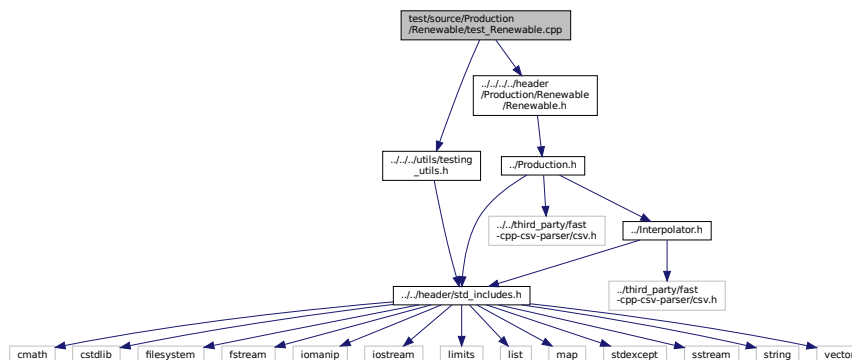 test/source/Production
/Renewable/test_Renewable.cpp
../../../../header
/Production/Renewable
/Renewable.h
../../../utils/testing
_utils.h
../Production.h
../../third_party/fast
-cpp-csv-parser/csv.h
../Interpolator.h
../third_party/fast
-cpp-csv-parser/csv.h
../../header/std_includes.h
cmath
cstdlib
filesystem
fstream
iomanip
iostream
limits
list
map
stdexcept
sstream
string
vector